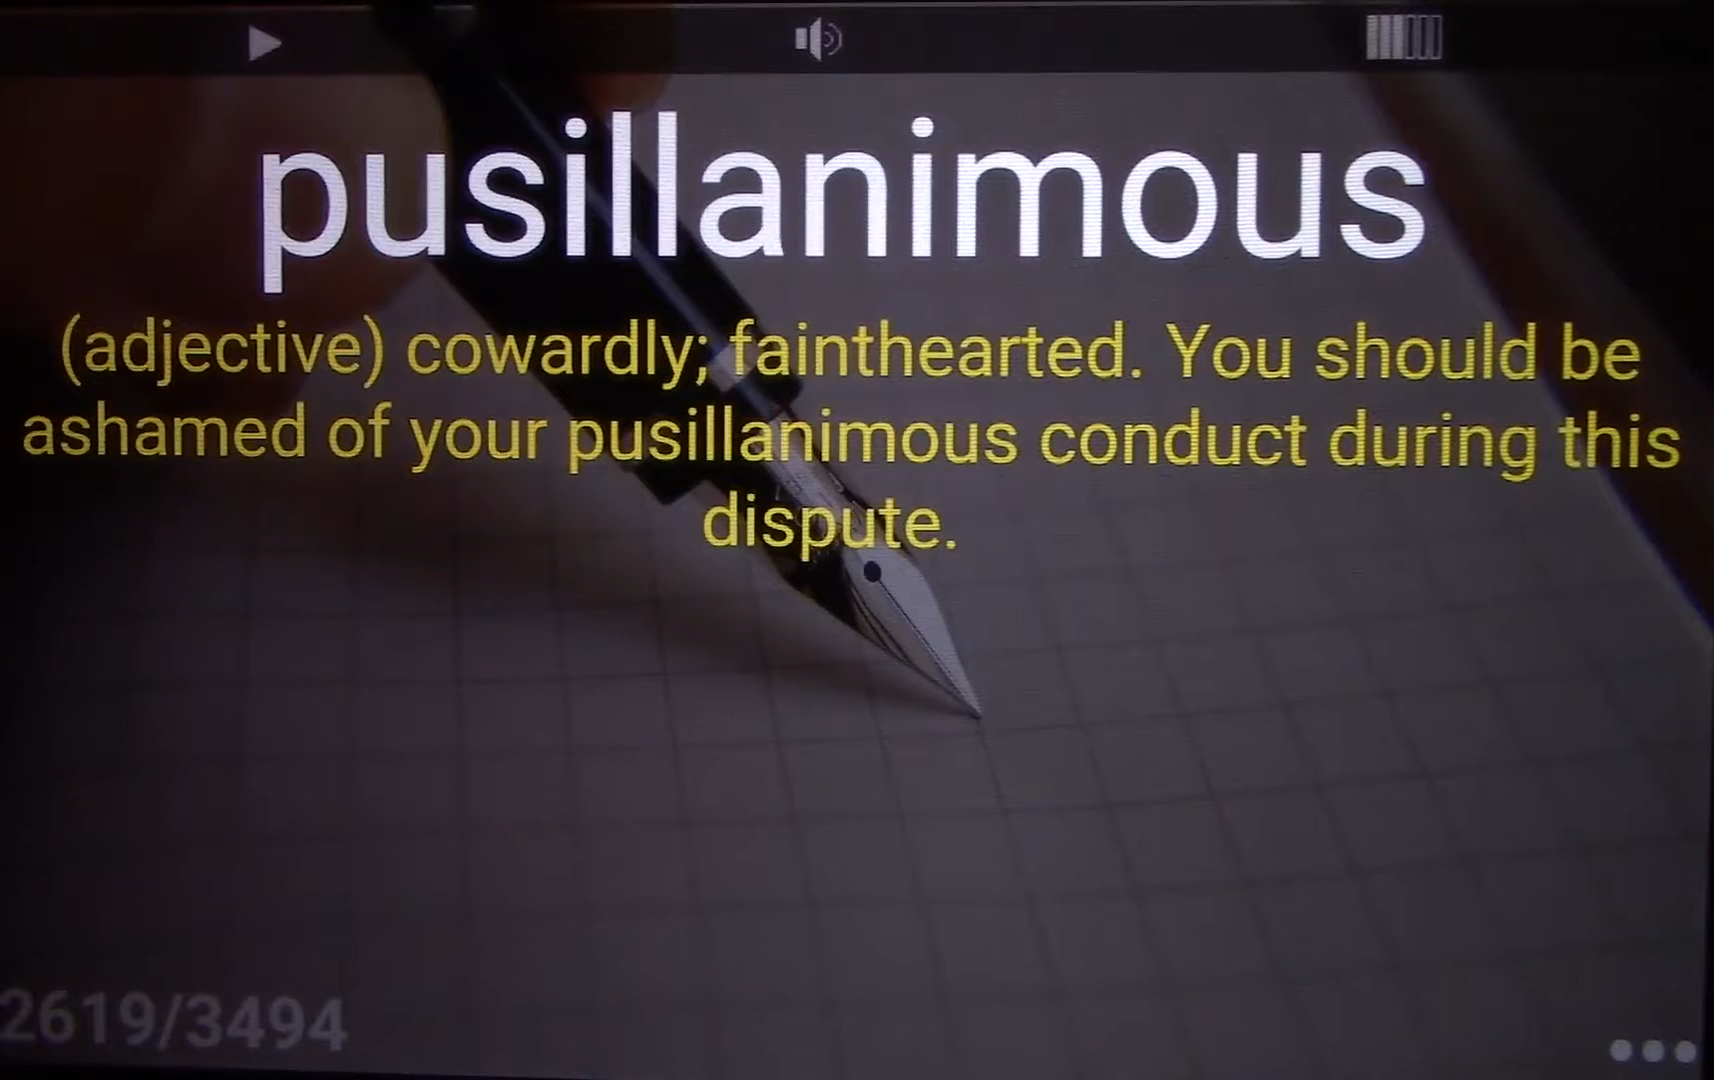 pusillanimous
(adjective) cowardly; fainthearted. You should be
ashamed of your pusillanimous conduct during this
dispute.
2619/3494